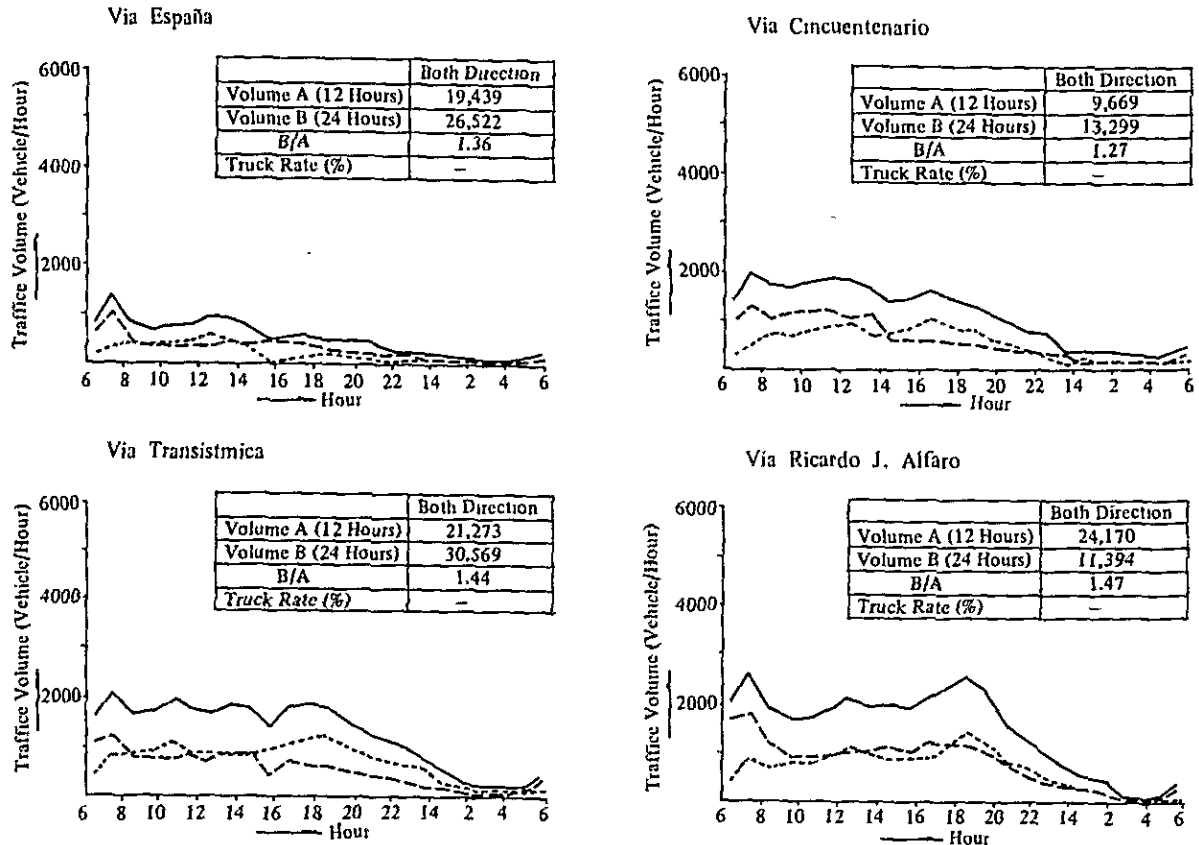 Via España
Both Direction
Volume A (12 Hours) 19,439
Volume B (24 Hours) 26,522
B/A 1.36
Truck Rate (%) –
Traffice Volume (Vehicle/Hour)
6000
4000
2000
6 8 10 12 14 16 18 20 22 14 2 4 6
Hour
Via Cincuentenario
Both Direction
Volume A (12 Hours) 9,669
Volume B (24 Hours) 13,299
B/A 1.27
Truck Rate (%) –
Traffice Volume (Vehicle/Hour)
6000
4000
2000
6 8 10 12 14 16 18 20 22 14 2 4 6
Hour
Via Transistmica
Both Direction
Volume A (12 Hours) 21,273
Volume B (24 Hours) 30,569
B/A 1.44
Truck Rate (%) –
Traffice Volume (Vehicle/Hour)
6000
4000
2000
6 8 10 12 14 16 18 20 22 14 2 4 6
Hour
Vía Ricardo J. Alfaro
Both Direction
Volume A (12 Hours) 24,170
Volume B (24 Hours) 11,394
B/A 1.47
Truck Rate (%) –
Traffice Volume (Vehicle/Hour)
6000
4000
2000
6 8 10 12 14 16 18 20 22 14 2 4 6
Hour